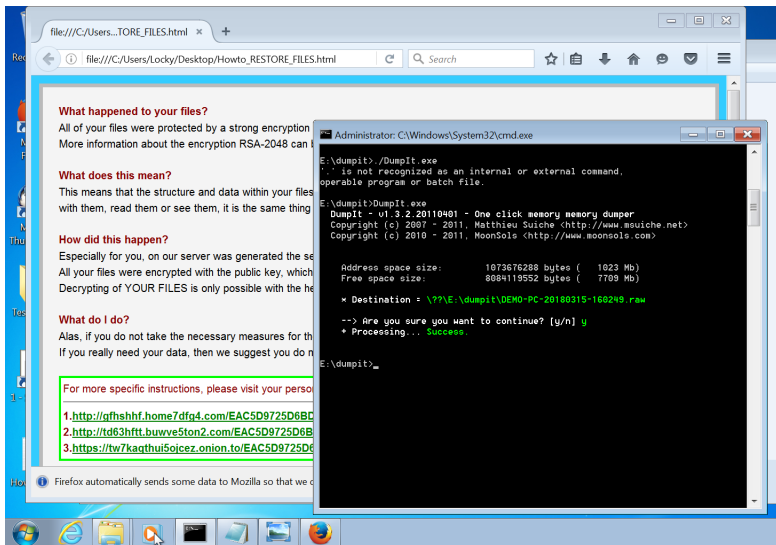 file:///C:/Users...TORE_FILES.html
file:///C:/Users/Locky/Desktop/Howto_RESTORE_FILES.html
Search
What happened to your files?
All of your files were protected by a strong encryption
More information about the encryption RSA-2048 can
What does this mean?
This means that the structure and data within your files
with them, read them or see them, it is the same thing
How did this happen?
Especially for you, on our server was generated the se
All your files were encrypted with the public key, which
Decrypting of YOUR FILES is only possible with the he
What do I do?
Alas, if you do not take the necessary measures for th
If you really need your data, then we suggest you do n
For more specific instructions, please visit your perso
1.http://gfhshhf.home7dfg4.com/EAC5D9725D6BD
2.http://td63hftt.buwve5ton2.com/EAC5D9725D6B
3.https://tw7kaqthui5ojcez.onion.to/EAC5D9725D6
Firefox automatically sends some data to Mozilla so that we c
Administrator: C:\Windows\System32\cmd.exe
E:\dumpit>./DumpIt.exe
'.' is not recognized as an internal or external command,
operable program or batch file.
E:\dumpit>DumpIt.exe
DumpIt - v1.3.2.20110401 - One click memory memory dumper
Copyright (c) 2007 - 2011, Matthieu Suiche <http://www.msuiche.net>
Copyright (c) 2010 - 2011, MoonSols <http://www.moonsols.com>
Address space size: 1073676288 bytes ( 1023 Mb)
Free space size: 8084119552 bytes ( 7709 Mb)
* Destination = \??\E:\dumpit\DEMO-PC-20180315-160249.raw
--> Are you sure you want to continue? [y/n] y
+ Processing... Success.
E:\dumpit>_
Rec
Thu
Tes